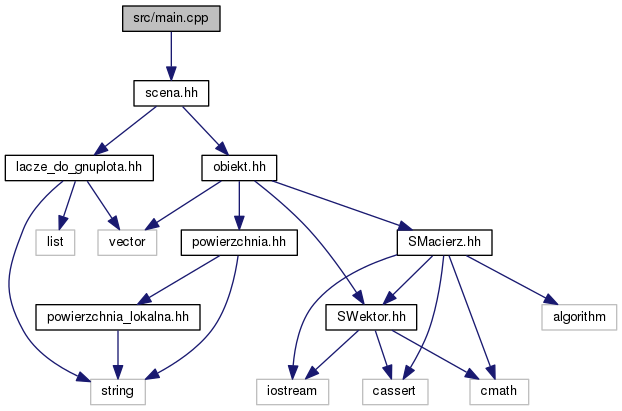 src/main.cpp
scena.hh
lacze_do_gnuplota.hh
obiekt.hh
list
vector
powierzchnia.hh
SMacierz.hh
powierzchnia_lokalna.hh
SWektor.hh
algorithm
string
iostream
cassert
cmath